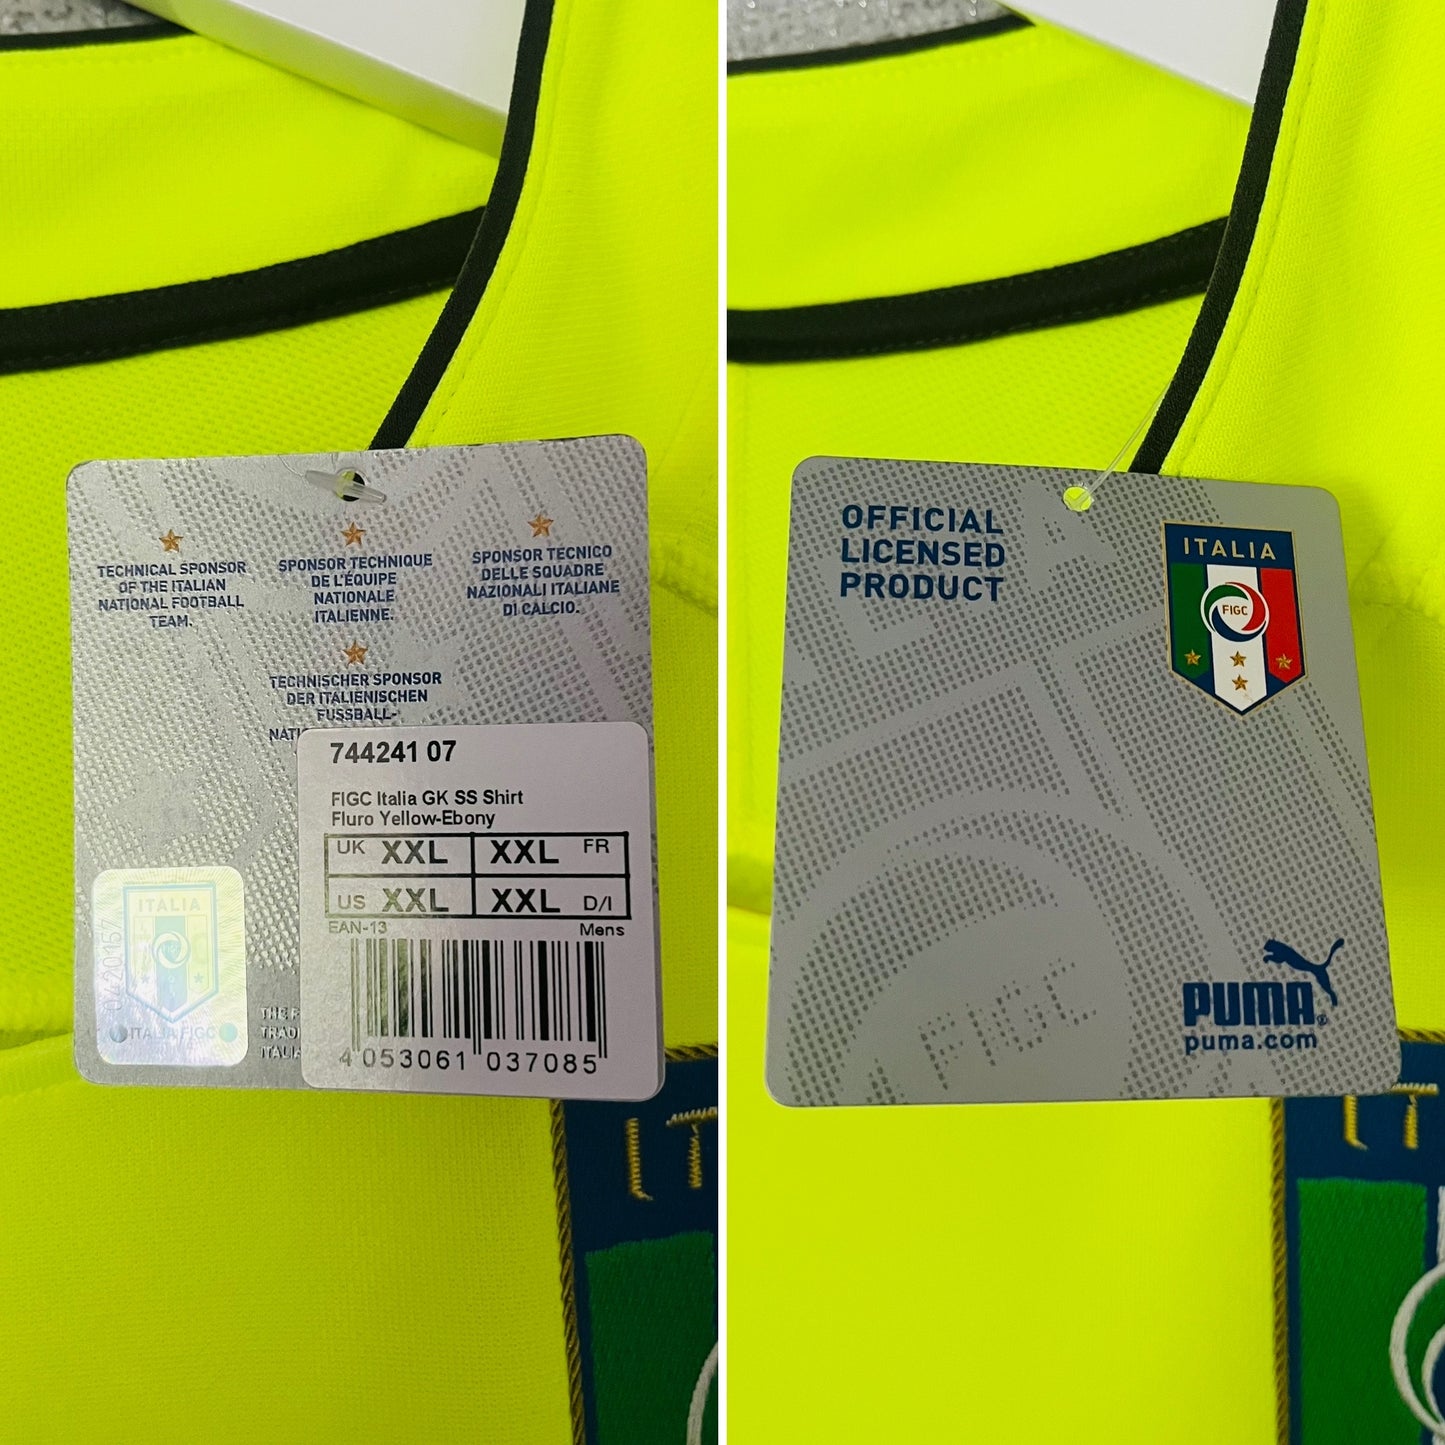 TECHNICAL SPONSOR
OF THE ITALIAN
NATIONAL FOOTBALL
TEAM.
SPONSOR TECHNIQUE
DE L'ÉQUIPE
NATIONALE
ITALIENNE.
SPONSOR TECNICO
DELLE SQUADRE
NAZIONALI ITALIANE
DI CALCIO.
TECHNISCHER SPONSOR
DER ITALIENISCHEN
FUSSBALL-
744241 07
FIGC Italia GK SS Shirt
Fluro Yellow-Ebony
UK XXL XXL FR
US XXL XXL D/I
EAN-13 Mens
4 053061 037085
ITALIA
FIGC
ITALIA FIGC
OFFICIAL
LICENSED
PRODUCT
ITALIA
FIGC
FIGC
PUMA®
puma.com